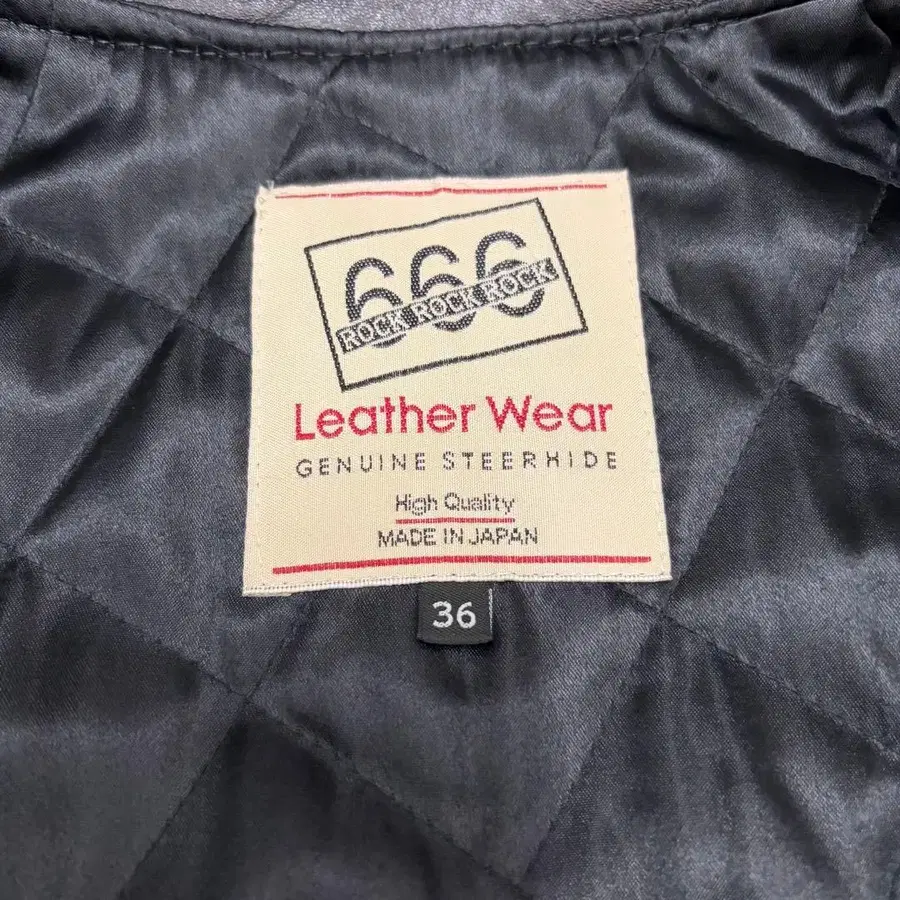 666
ROCK ROCK ROCK
Leather Wear
GENUINE STEERHIDE
High Quality
MADE IN JAPAN
36